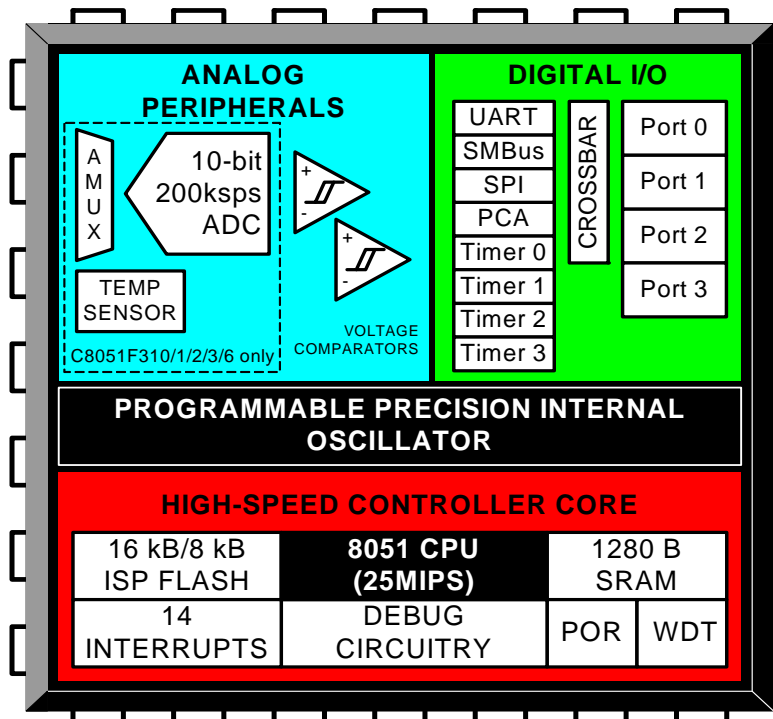 ANALOG
PERIPHERALS
A
M
U
X
10-bit
200ksps
ADC
TEMP
SENSOR
C8051F310/1/2/3/6 only
+
-
+
-
VOLTAGE
COMPARATORS
DIGITAL I/O
UART
SMBus
SPI
PCA
Timer 0
Timer 1
Timer 2
Timer 3
CROSSBAR
Port 0
Port 1
Port 2
Port 3
PROGRAMMABLE PRECISION INTERNAL
OSCILLATOR
HIGH-SPEED CONTROLLER CORE
16 kB/8 kB
ISP FLASH
8051 CPU
(25MIPS)
1280 B
SRAM
14
INTERRUPTS
DEBUG
CIRCUITRY
POR
WDT